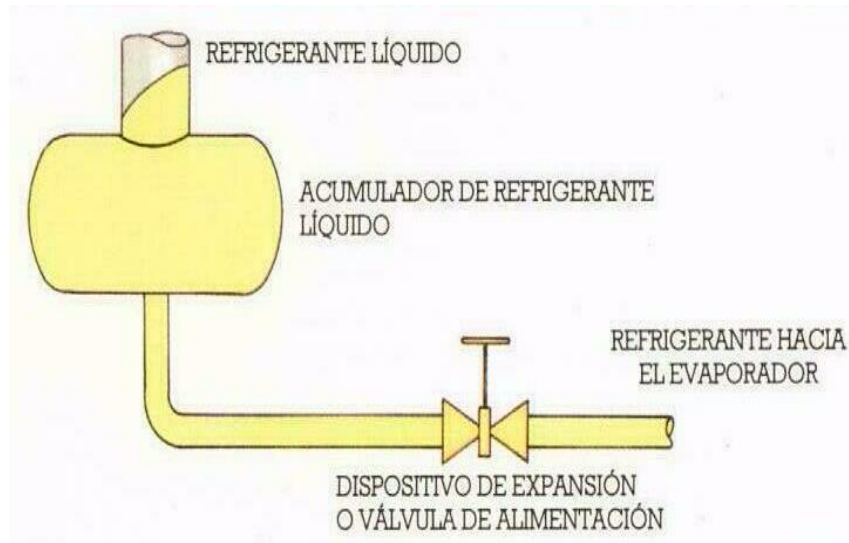 REFRIGERANTE LÍQUIDO
ACUMULADOR DE REFRIGERANTE
LÍQUIDO
REFRIGERANTE HACIA
EL EVAPORADOR
DISPOSITIVO DE EXPANSIÓN
O VÁLVULA DE ALIMENTACIÓN